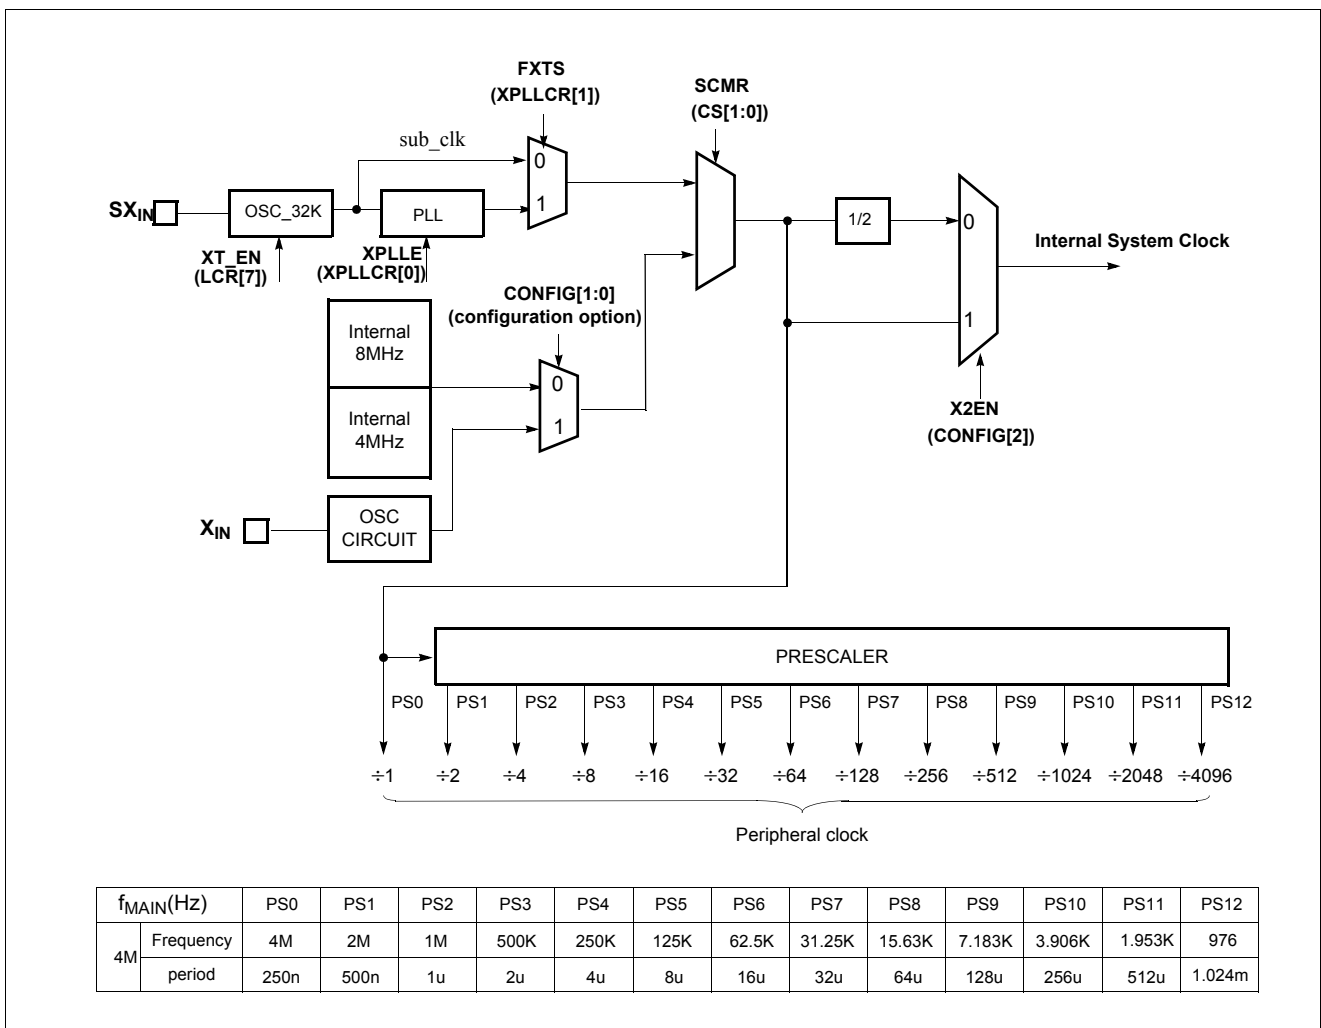 FXTS
(XPLLCR[1])
SCMR
(CS[1:0])
sub_clk
0
1
SXIN
OSC_32K
PLL
XT_EN
(LCR[7])
XPLLE
(XPLLCR[0])
1/2
0
1
Internal System Clock
X2EN
(CONFIG[2])
CONFIG[1:0]
(configuration option)
Internal
8MHz
Internal
4MHz
0
1
XIN
OSC
CIRCUIT
PRESCALER
PS0 PS1 PS2 PS3 PS4 PS5 PS6 PS7 PS8 PS9 PS10 PS11 PS12
÷1 ÷2 ÷4 ÷8 ÷16 ÷32 ÷64 ÷128 ÷256 ÷512 ÷1024 ÷2048 ÷4096
Peripheral clock
fMAIN(Hz) PS0 PS1 PS2 PS3 PS4 PS5 PS6 PS7 PS8 PS9 PS10 PS11 PS12
4M Frequency 4M 2M 1M 500K 250K 125K 62.5K 31.25K 15.63K 7.183K 3.906K 1.953K 976
period 250n 500n 1u 2u 4u 8u 16u 32u 64u 128u 256u 512u 1.024m